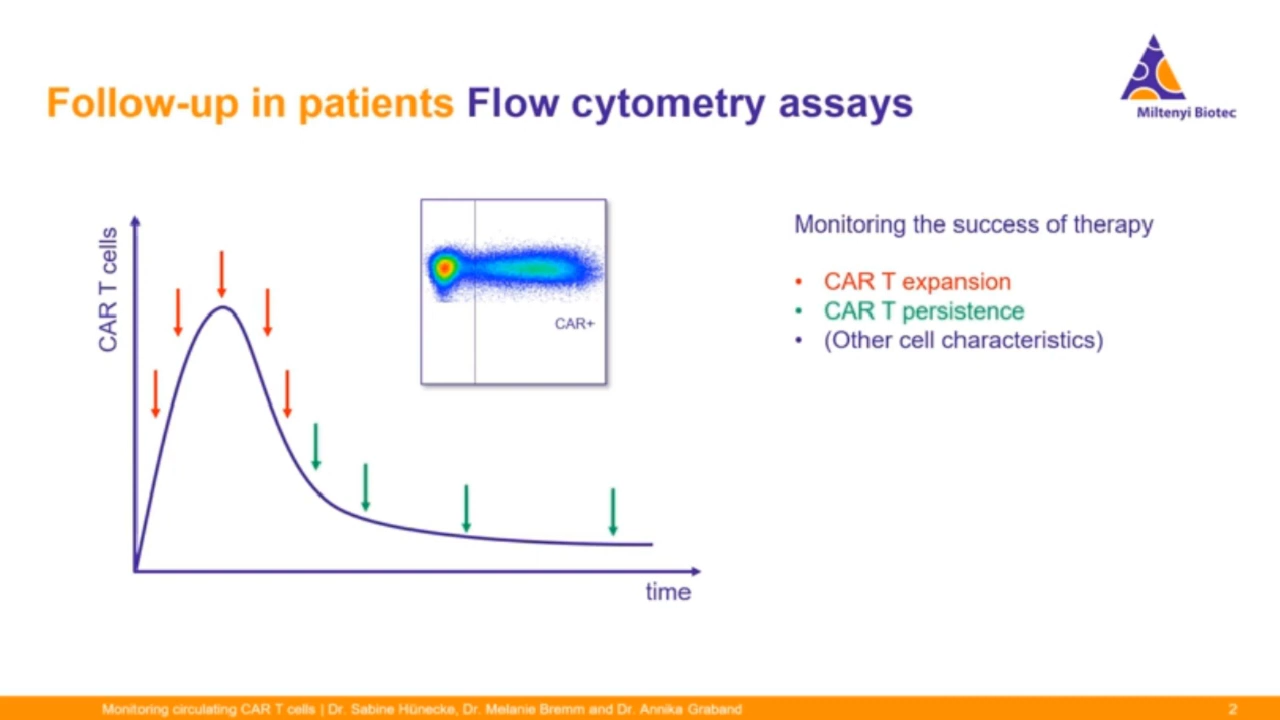 Follow-up in patients Flow cytometry assays
Miltenyi Biotec
CAR T cells
CAR+
time
Monitoring the success of therapy
• CAR T expansion
• CAR T persistence
• (Other cell characteristics)
Monitoring circulating CAR T cells | Dr. Sabine Hünecke, Dr. Melanie Bremm and Dr. Annika Graband
2